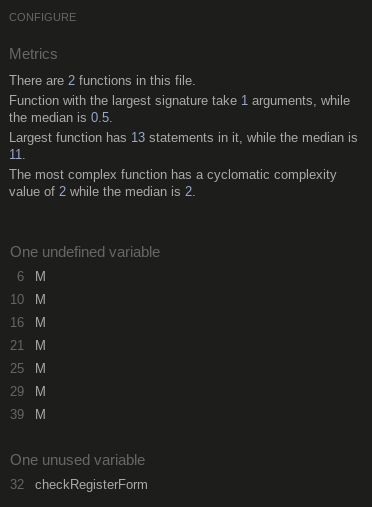 CONFIGURE
Metrics
There are 2 functions in this file.
Function with the largest signature take 1 arguments, while
the median is 0.5.
Largest function has 13 statements in it, while the median is
11.
The most complex function has a cyclomatic complexity
value of 2 while the median is 2.
One undefined variable
6 M
10 M
16 M
21 M
25 M
29 M
39 M
One unused variable
32 checkRegisterForm